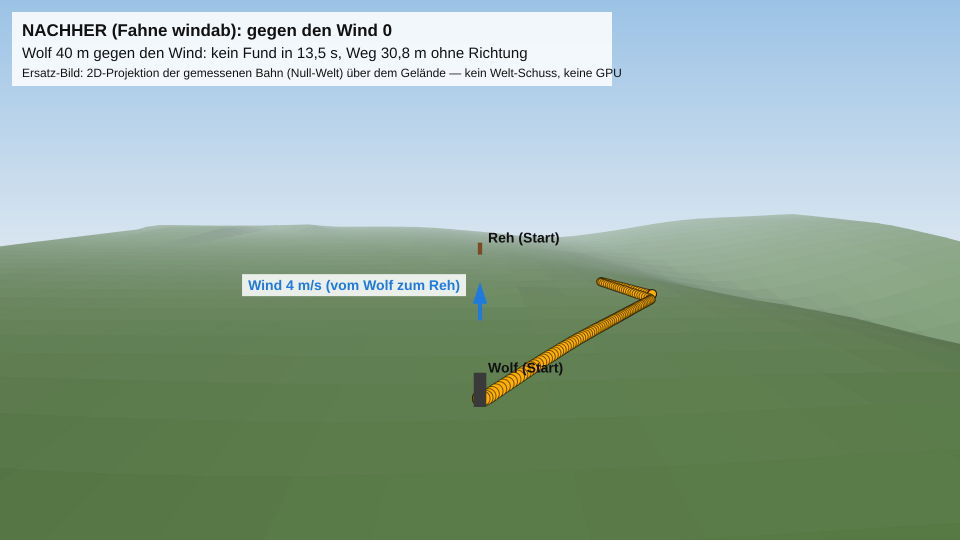 NACHHER (Fahne windab): gegen den Wind 0
Wolf 40 m gegen den Wind: kein Fund in 13,5 s, Weg 30,8 m ohne Richtung
Ersatz-Bild: 2D-Projektion der gemessenen Bahn (Null-Welt) über dem Gelände — kein Welt-Schuss, keine GPU
Reh (Start)
Wind 4 m/s (vom Wolf zum Reh)
Wolf (Start)